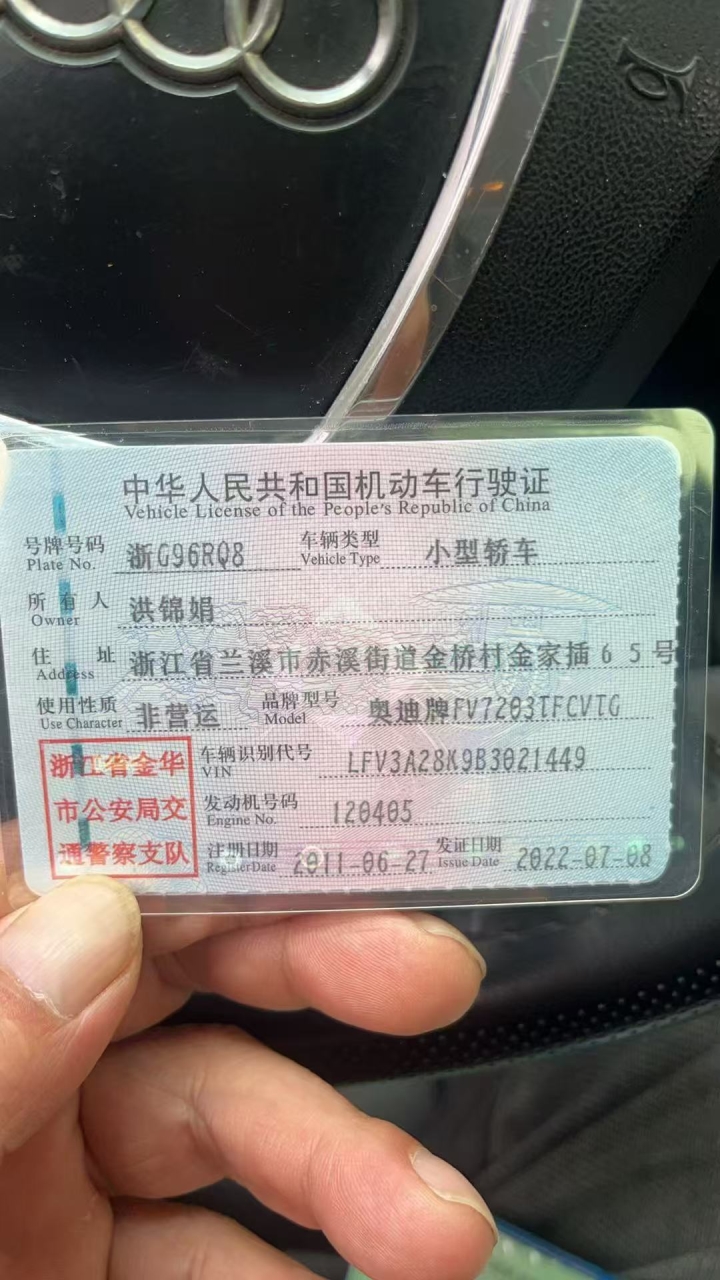 中华人民共和国机动车行驶证
Vehicle License of the People's Republic of China
号牌号码 浙G96RQ8 车辆类型 小型轿车
Plate No. Vehicle Type
所有人 洪锦娟
Owner
住址 浙江省兰溪市赤溪街道金桥村金家插65号
Address
使用性质 非营运 品牌型号 奥迪牌FV7203TFCVTG
Use Character Model
浙江省金华 车辆识别代号 LFV3A28K9B3021449
VIN
市公安局交 发动机号码 120405
Engine No.
通警察支队 注册日期 2011-06-27 发证日期 2022-07-08
Register Date Issue Date